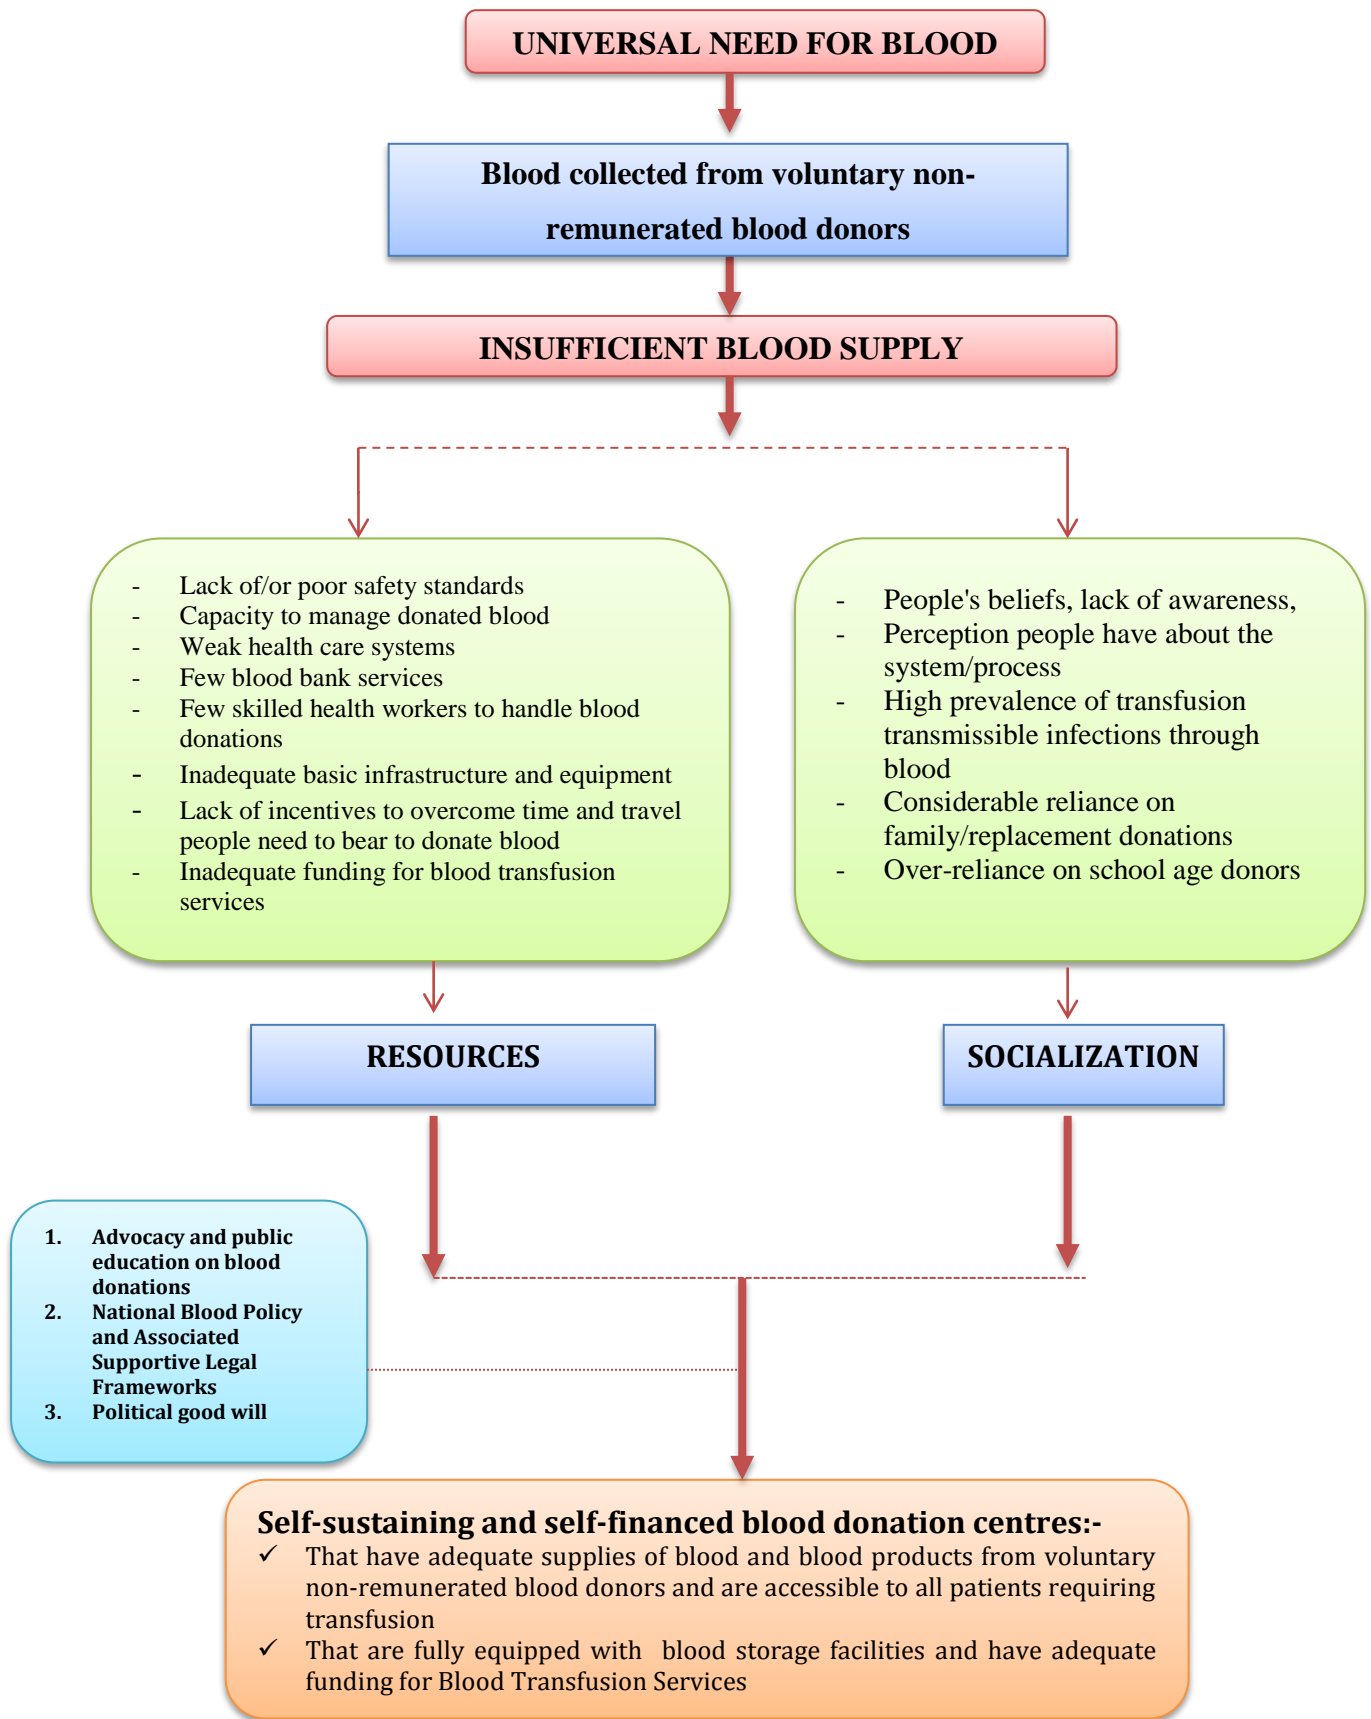 UNIVERSAL NEED FOR BLOOD
Blood collected from voluntary non-
remunerated blood donors
INSUFFICIENT BLOOD SUPPLY
- Lack of/or poor safety standards
- Capacity to manage donated blood
- Weak health care systems
- Few blood bank services
- Few skilled health workers to handle blood
donations
- Inadequate basic infrastructure and equipment
- Lack of incentives to overcome time and travel
people need to bear to donate blood
- Inadequate funding for blood transfusion
services
- People's beliefs, lack of awareness,
- Perception people have about the
system/process
- High prevalence of transfusion
transmissible infections through
blood
- Considerable reliance on
family/replacement donations
- Over-reliance on school age donors
RESOURCES
SOCIALIZATION
1. Advocacy and public
education on blood
donations
2. National Blood Policy
and Associated
Supportive Legal
Frameworks
3. Political good will
Self-sustaining and self-financed blood donation centres:-
✓ That have adequate supplies of blood and blood products from voluntary
non-remunerated blood donors and are accessible to all patients requiring
transfusion
✓ That are fully equipped with blood storage facilities and have adequate
funding for Blood Transfusion Services